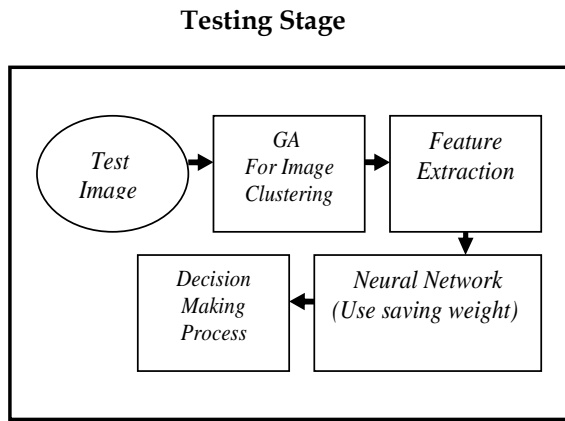 Testing Stage
Test
Image
GA
For Image
Clustering
Feature
Extraction
Neural Network
(Use saving weight)
Decision
Making
Process